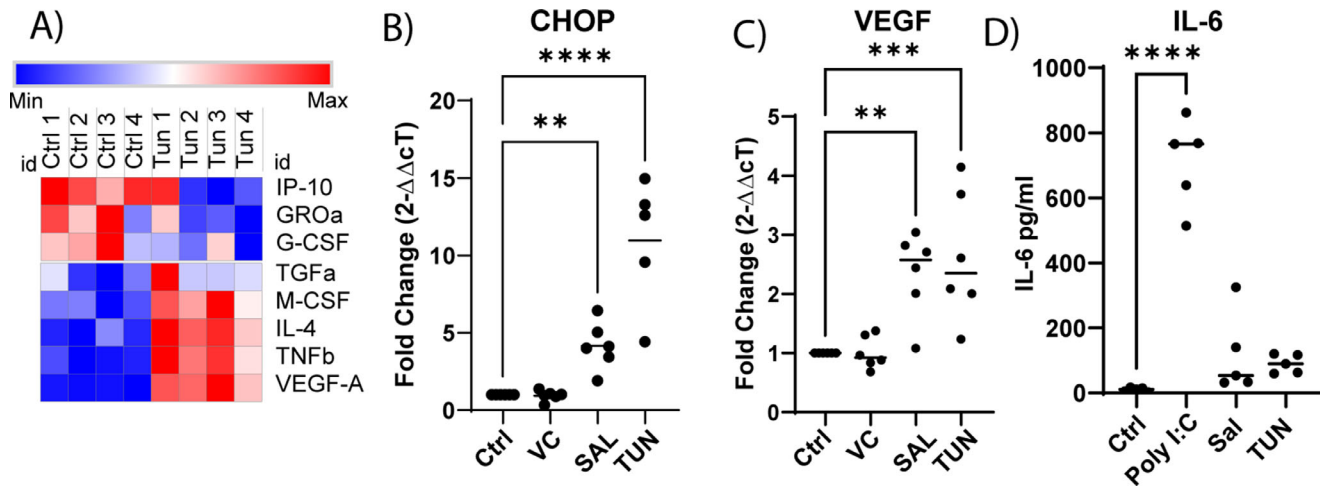 A)
Min Max
id Ctrl 1 Ctrl 2 Ctrl 3 Ctrl 4 Tun 1 Tun 2 Tun 3 Tun 4 id
IP-10
GROa
G-CSF
TGFa
M-CSF
IL-4
TNFb
VEGF-A
B)
CHOP
****
**
Fold Change (2-ΔΔcT)
20
15
10
5
0
Ctrl VC SAL TUN
C)
VEGF
***
**
Fold Change (2-ΔΔcT)
5
4
3
2
1
0
Ctrl VC SAL TUN
D)
IL-6
****
IL-6 pg/ml
1000
800
600
400
200
0
Ctrl Poly I:C Sal TUN